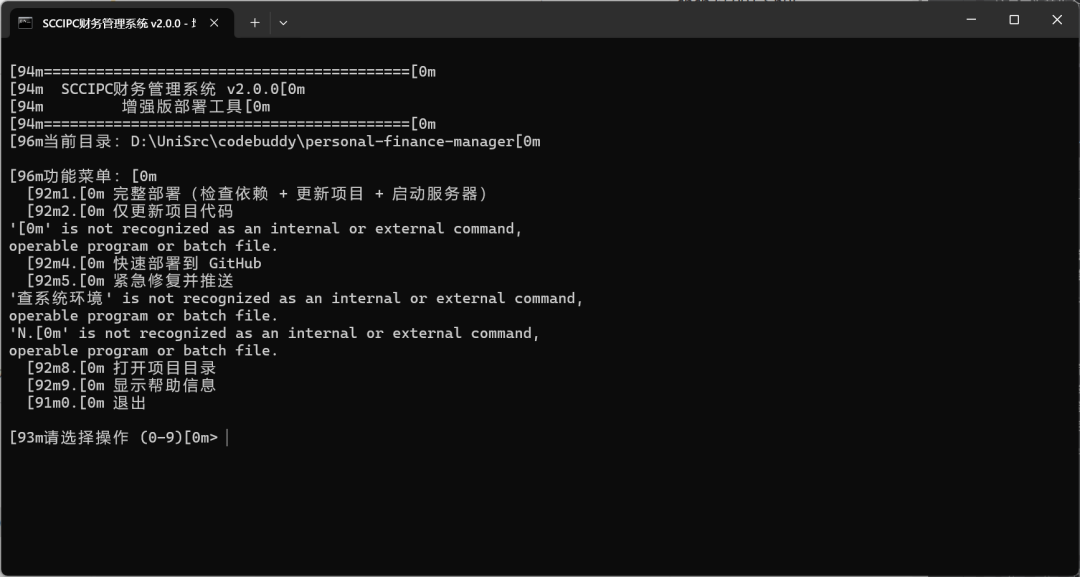 SCCIPC财务管理系统 v2.0.0 -
[94m==========================================[0m
[94m  SCCIPC财务管理系统 v2.0.0[0m
[94m         增强版部署工具[0m
[94m==========================================[0m
[96m当前目录: D:\UniSrc\codebuddy\personal-finance-manager[0m
[96m功能菜单: [0m
  [92m1.[0m 完整部署 (检查依赖 + 更新项目 + 启动服务器)
  [92m2.[0m 仅更新项目代码
'[0m' is not recognized as an internal or external command,
operable program or batch file.
  [92m4.[0m 快速部署到 GitHub
  [92m5.[0m 紧急修复并推送
'查系统环境' is not recognized as an internal or external command,
operable program or batch file.
'N.[0m' is not recognized as an internal or external command,
operable program or batch file.
  [92m8.[0m 打开项目目录
  [92m9.[0m 显示帮助信息
  [91m0.[0m 退出
[93m请选择操作 (0-9)[0m>